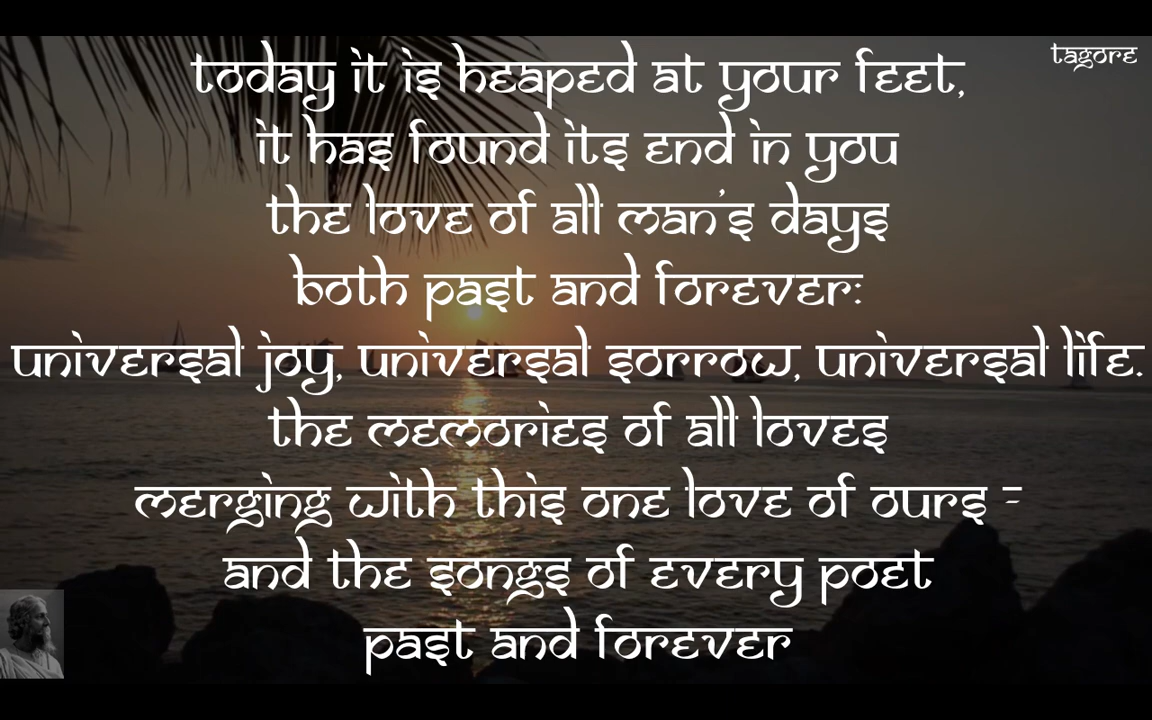 tagore
today it is heaped at your feet,
it has found its end in you
the love of all man's days
both past and forever:
universal joy, universal sorrow, universal life.
the memories of all loves
merging with this one love of ours -
and the songs of every poet
past and forever